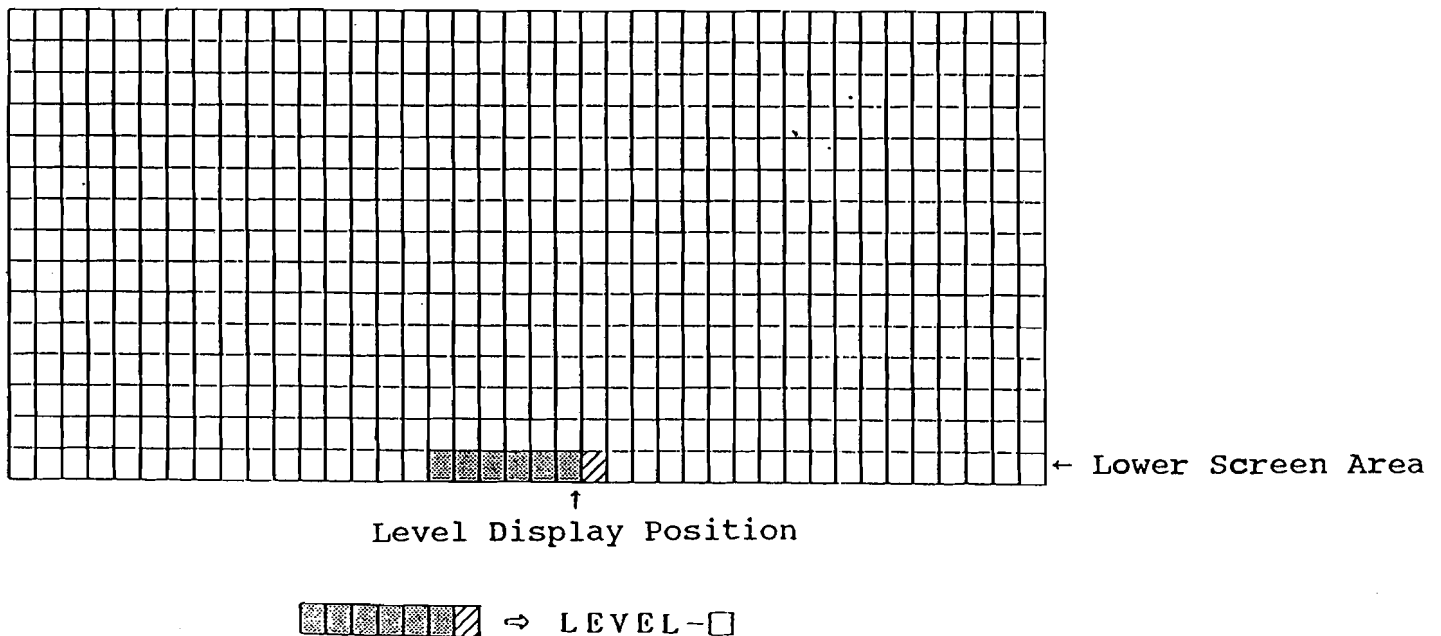 ← Lower Screen Area
↑
Level Display Position
⇨ LEVEL-□